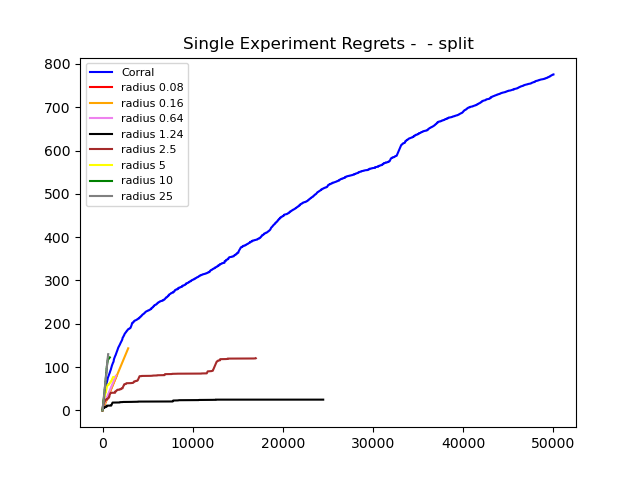 Single Experiment Regrets -  - split
800
700
600
500
400
300
200
100
0
Corral
radius 0.08
radius 0.16
radius 0.64
radius 1.24
radius 2.5
radius 5
radius 10
radius 25
0 10000 20000 30000 40000 50000